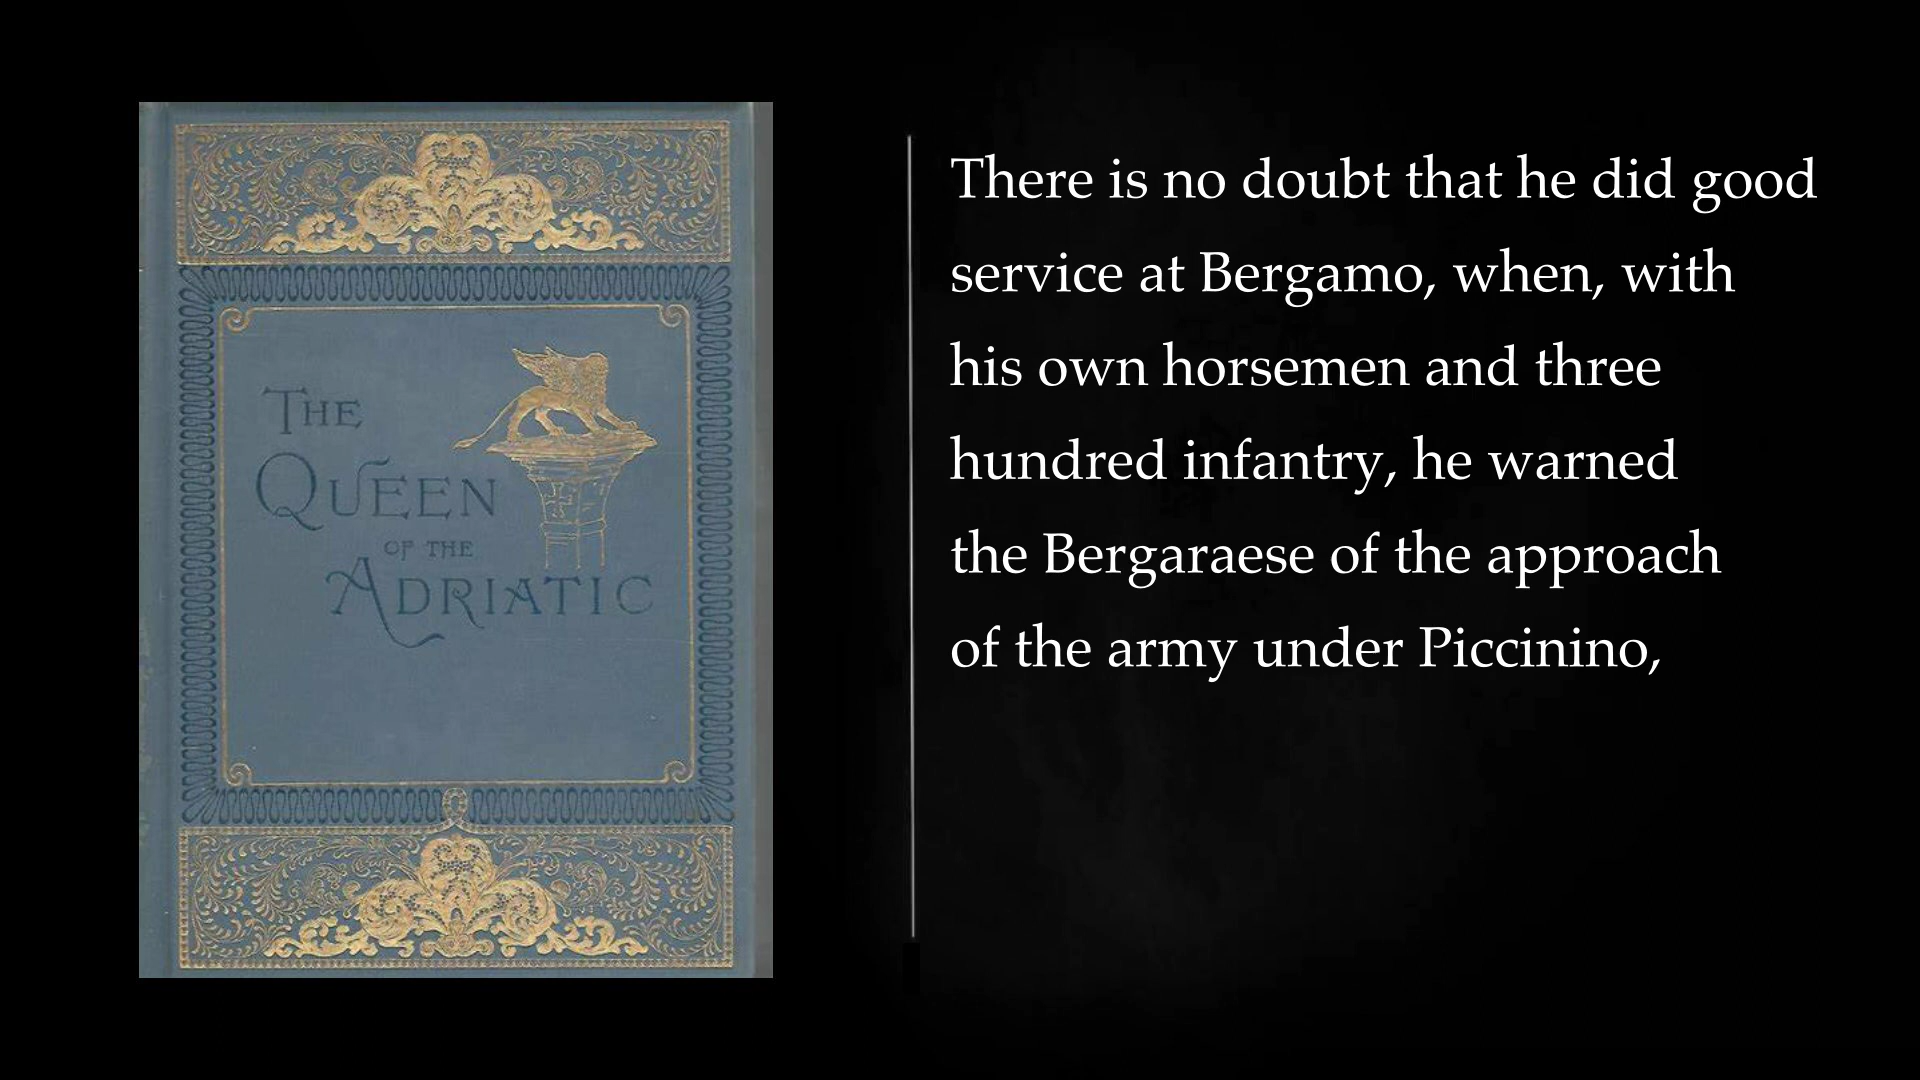 THE
QUEEN
OF THE
ADRIATIC
There is no doubt that he did good
service at Bergamo, when, with
his own horsemen and three
hundred infantry, he warned
the Bergaraese of the approach
of the army under Piccinino,